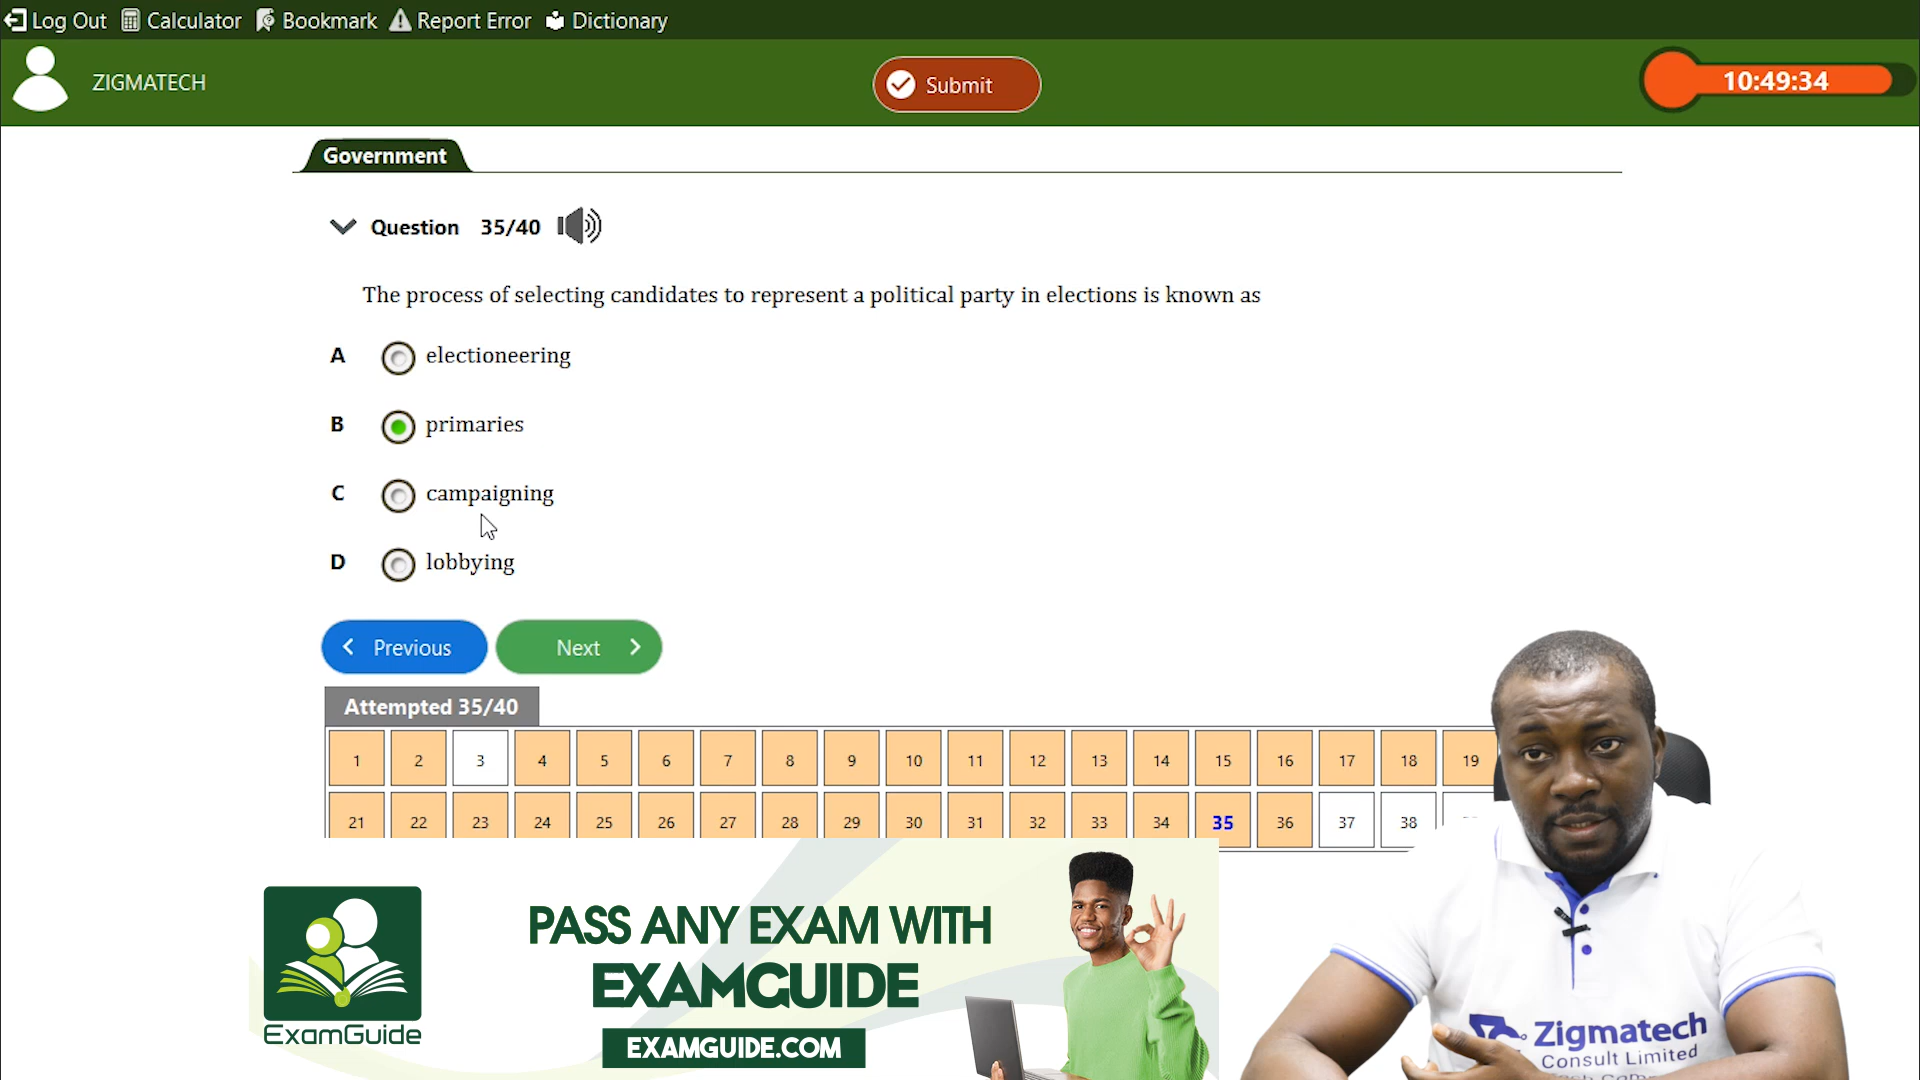 Log Out Calculator Bookmark Report Error Dictionary
ZIGMATECH
Submit
10:49:34
Government
Question 35/40
The process of selecting candidates to represent a political party in elections is known as
A electioneering
B primaries
C campaigning
D lobbying
Previous Next
Attempted 35/40
1 2 3 4 5 6 7 8 9 10 11 12 13 14 15 16 17 18 19
21 22 23 24 25 26 27 28 29 30 31 32 33 34 35 36 37 38
PASS ANY EXAM WITH
EXAMGUIDE
EXAMGUIDE.COM
ExamGuide
Zigmatech
Consult Limited